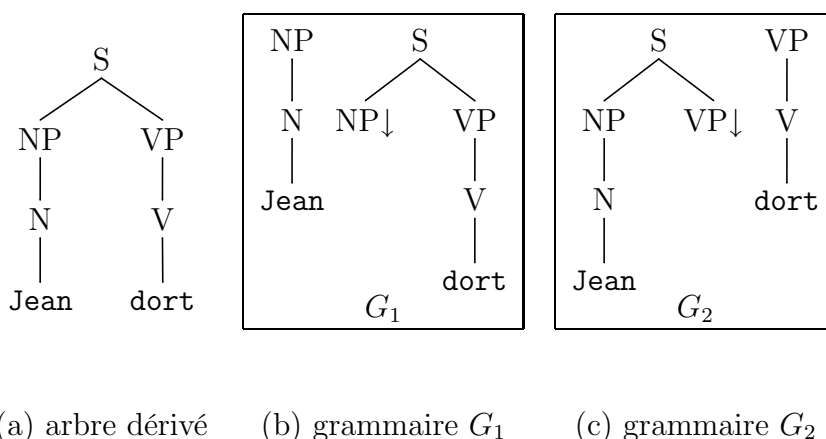 NP S S VP
S
NP VP N NP↓ VP NP VP↓ V
N V Jean V N dort
Jean dort dort Jean
G1 G2
(a) arbre dérivé (b) grammaire G1 (c) grammaire G2